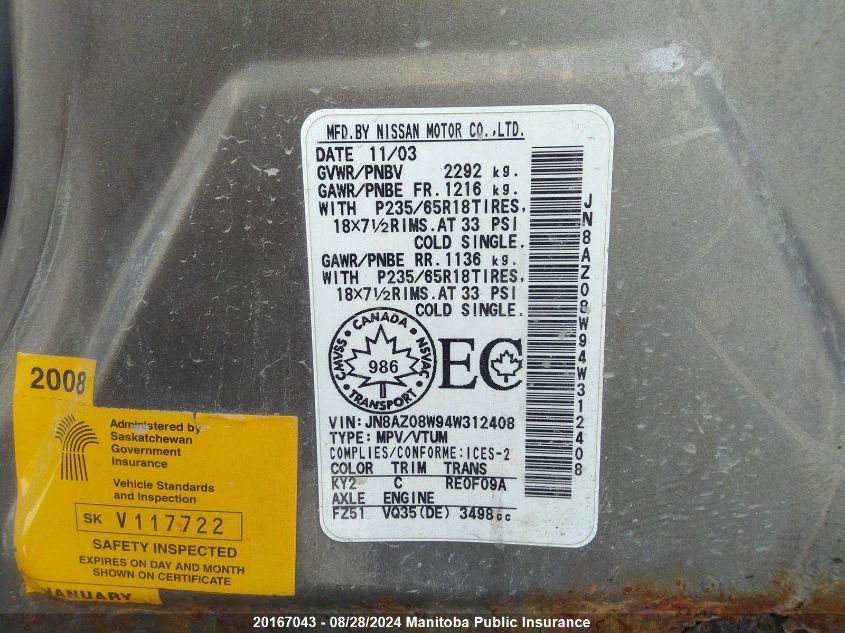 MFD.BY NISSAN MOTOR CO.,LTD.
DATE 11/03
GVWR/PNBV 2292 kg.
GAWR/PNBE FR. 1216 kg.
WITH P235/65R18TIRES,
18X7½RIMS.AT 33 PSI
COLD SINGLE.
GAWR/PNBE RR. 1136 kg.
WITH P235/65R18TIRES,
18X7½RIMS.AT 33 PSI
COLD SINGLE.
CANADA
CMVSS NSVAC
986
TRANSPORT
EC
VIN:JN8AZ08W94W312408
TYPE:MPV/VTUM
COMPLIES/CONFORME:ICES-2
COLOR TRIM TRANS
KY2 C RE0F09A
AXLE ENGINE
FZ51 VQ35(DE) 3498cc
JN8AZ08W94W312408
2008
Administered by
Saskatchewan
Government
Insurance
Vehicle Standards
and Inspection
SK V117722
SAFETY INSPECTED
EXPIRES ON DAY AND MONTH
SHOWN ON CERTIFICATE
JANUARY
20167043 - 08/28/2024 Manitoba Public Insurance